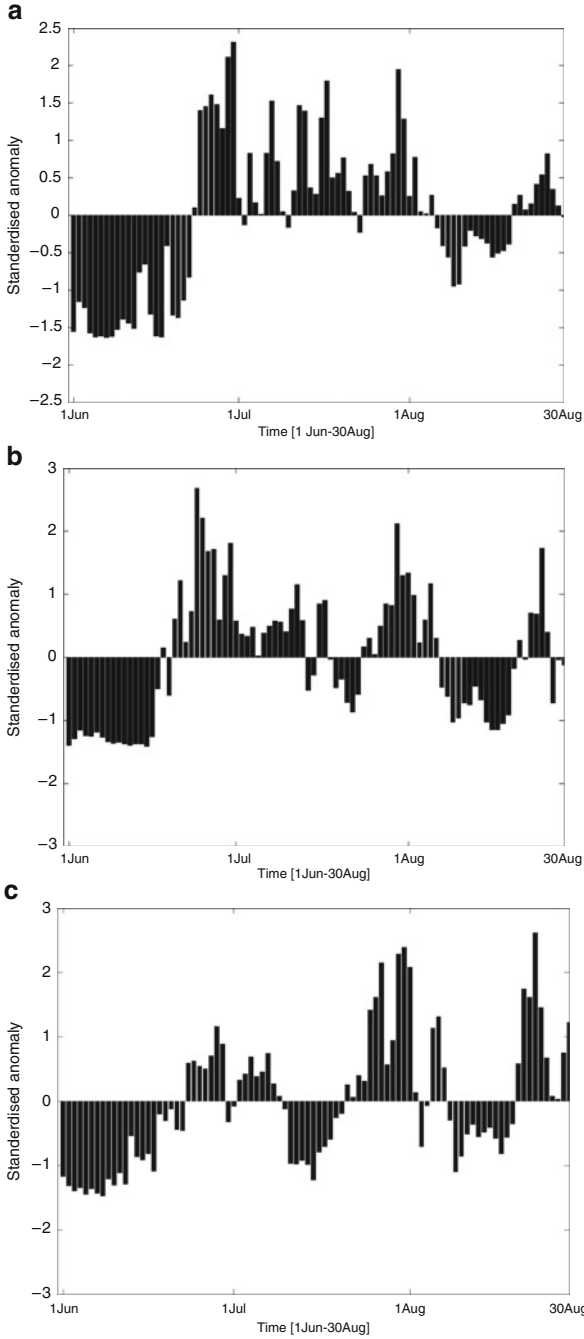 a
2.5
2
1.5
1
0.5
0
−0.5
−1
−1.5
−2
−2.5
Standerdised anomaly
1Jun 1Jul 1Aug 30Aug
Time [1 Jun-30Aug]
b
3
2
1
0
−1
−2
−3
Standerdised anomaly
1Jun 1Jul 1Aug 30Aug
Time [1Jun-30Aug]
c
3
2
1
0
−1
−2
−3
Standerdised anomaly
1Jun 1Jul 1Aug 30Aug
Time [1Jun-30Aug]